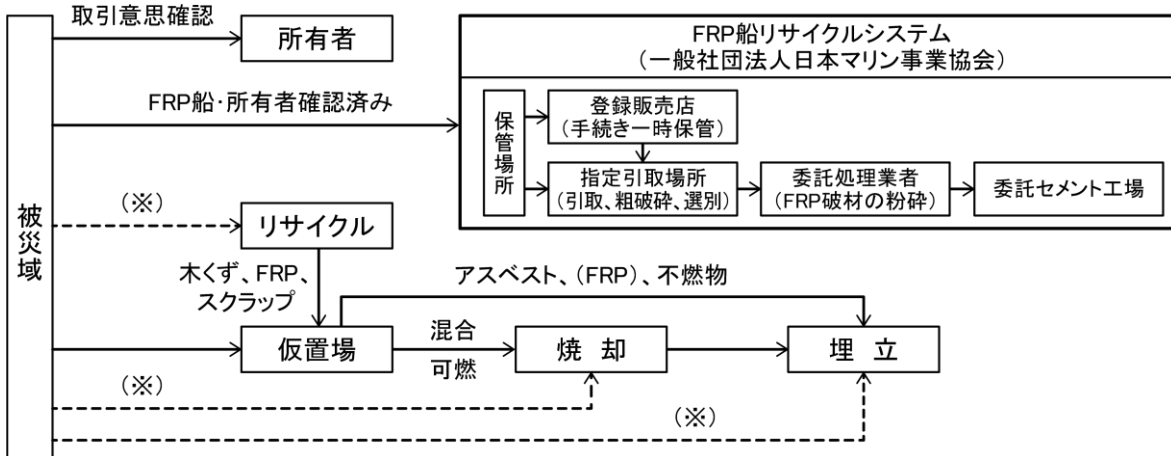 取引意思確認
所有者
FRP船リサイクルシステム
（一般社団法人日本マリン事業協会）
FRP船・所有者確認済み
保管場所
登録販売店
（手続き一時保管）
指定引取場所
（引取、粗破砕、選別）
委託処理業者
（FRP破材の粉砕）
委託セメント工場
被災域
（※）
リサイクル
木くず、FRP、
スクラップ
アスベスト、（FRP）、不燃物
仮置場
混合
可燃
焼却
埋立
（※）
（※）